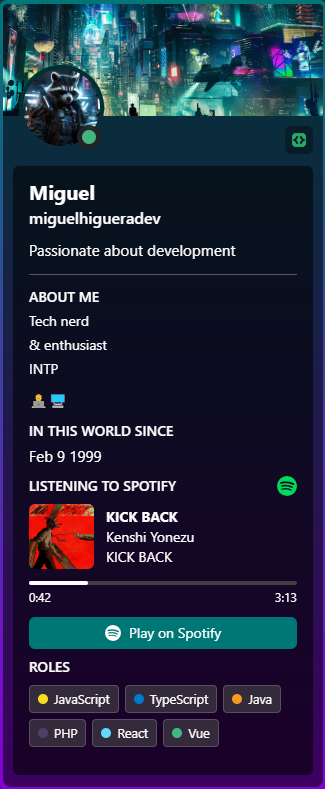 Miguel
miguelhigueradev
Passionate about development
ABOUT ME
Tech nerd
& enthusiast
INTP
IN THIS WORLD SINCE
Feb 9 1999
LISTENING TO SPOTIFY
KICK BACK
Kenshi Yonezu
KICK BACK
0:42 3:13
Play on Spotify
ROLES
JavaScript TypeScript Java
PHP React Vue